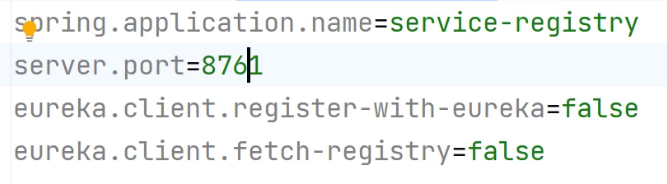 spring.application.name=service-registry
server.port=8761
eureka.client.register-with-eureka=false
eureka.client.fetch-registry=false